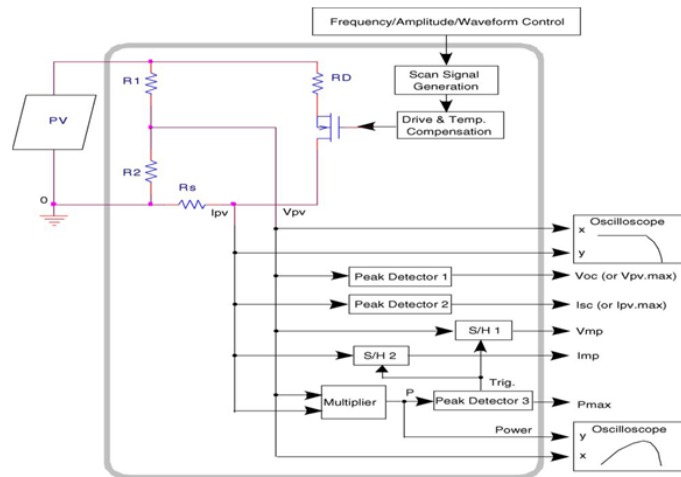 Frequency/Amplitude/Waveform Control
Scan Signal
Generation
Drive & Temp.
Compensation
R1
RD
PV
R2
0
Rs
Ipv
Vpv
Oscilloscope
x
y
Peak Detector 1
Voc (or Vpv.max)
Peak Detector 2
Isc (or Ipv.max)
S/H 1
Vmp
S/H 2
Imp
Trig.
Multiplier
P
Peak Detector 3
Pmax
Power
Oscilloscope
y
x